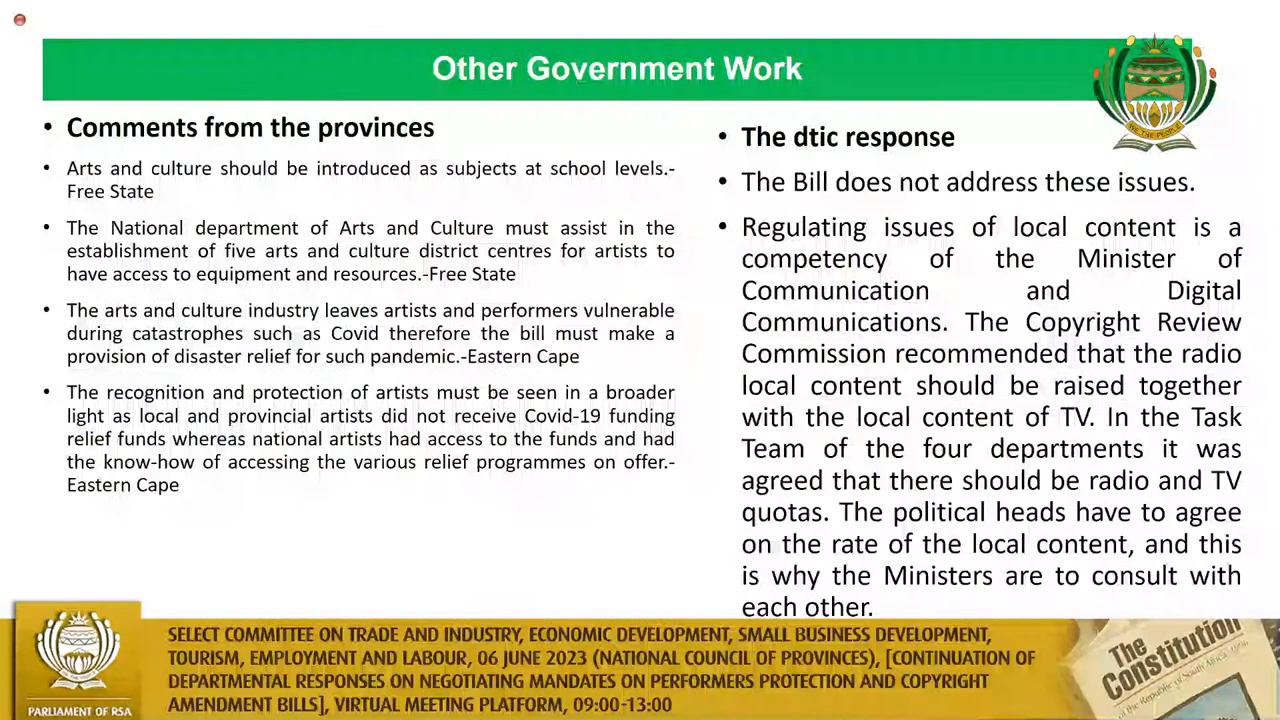 Other Government Work
WE THE PEOPLE
• Comments from the provinces
• Arts and culture should be introduced as subjects at school levels.-
Free State
• The National department of Arts and Culture must assist in the
establishment of five arts and culture district centres for artists to
have access to equipment and resources.-Free State
• The arts and culture industry leaves artists and performers vulnerable
during catastrophes such as Covid therefore the bill must make a
provision of disaster relief for such pandemic.-Eastern Cape
• The recognition and protection of artists must be seen in a broader
light as local and provincial artists did not receive Covid-19 funding
relief funds whereas national artists had access to the funds and had
the know-how of accessing the various relief programmes on offer.-
Eastern Cape
• The dtic response
• The Bill does not address these issues.
• Regulating issues of local content is a
competency of the Minister of
Communication and Digital
Communications. The Copyright Review
Commission recommended that the radio
local content should be raised together
with the local content of TV. In the Task
Team of the four departments it was
agreed that there should be radio and TV
quotas. The political heads have to agree
on the rate of the local content, and this
is why the Ministers are to consult with
each other.
PARLIAMENT OF RSA
SELECT COMMITTEE ON TRADE AND INDUSTRY, ECONOMIC DEVELOPMENT, SMALL BUSINESS DEVELOPMENT,
TOURISM, EMPLOYMENT AND LABOUR, 06 JUNE 2023 (NATIONAL COUNCIL OF PROVINCES), [CONTINUATION OF
DEPARTMENTAL RESPONSES ON NEGOTIATING MANDATES ON PERFORMERS PROTECTION AND COPYRIGHT
AMENDMENT BILLS], VIRTUAL MEETING PLATFORM, 09:00-13:00
The
Constitution
of the Republic of South Africa, 1996